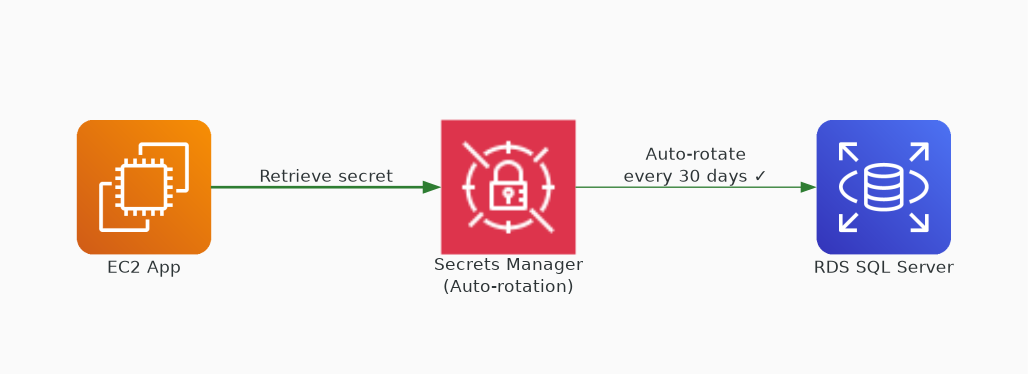 Retrieve secret
Auto-rotate
every 30 days ✓
EC2 App
Secrets Manager
(Auto-rotation)
RDS SQL Server